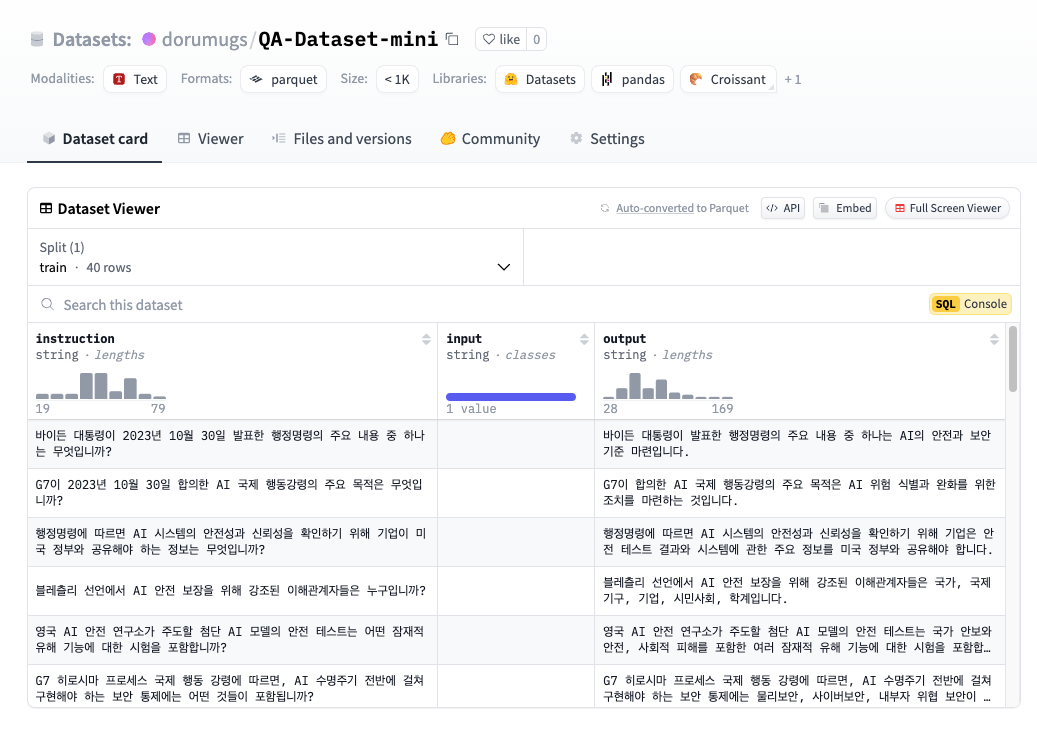 Datasets: dorumugs/QA-Dataset-mini like 0
Modalities: Text Formats: parquet Size: < 1K Libraries: Datasets pandas Croissant + 1
Dataset card Viewer Files and versions Community Settings
Dataset Viewer Auto-converted to Parquet </> API Embed Full Screen Viewer
Split (1)
train · 40 rows
Search this dataset SQL Console
instruction input output
string · lengths string · classes string · lengths
19 79 1 value 28 169
바이든 대통령이 2023년 10월 30일 발표한 행정명령의 주요 내용 중 하나
는 무엇입니까?
바이든 대통령이 발표한 행정명령의 주요 내용 중 하나는 AI의 안전과 보안
기준 마련입니다.
G7이 2023년 10월 30일 합의한 AI 국제 행동강령의 주요 목적은 무엇입
니까?
G7이 합의한 AI 국제 행동강령의 주요 목적은 AI 위험 식별과 완화를 위한
조치를 마련하는 것입니다.
행정명령에 따르면 AI 시스템의 안전성과 신뢰성을 확인하기 위해 기업이 미
국 정부와 공유해야 하는 정보는 무엇입니까?
행정명령에 따르면 AI 시스템의 안전성과 신뢰성을 확인하기 위해 기업은 안
전 테스트 결과와 시스템에 관한 주요 정보를 미국 정부와 공유해야 합니다.
블레츨리 선언에서 AI 안전 보장을 위해 강조된 이해관계자들은 누구입니까?
블레츨리 선언에서 AI 안전 보장을 위해 강조된 이해관계자들은 국가, 국제
기구, 기업, 시민사회, 학계입니다.
영국 AI 안전 연구소가 주도할 첨단 AI 모델의 안전 테스트는 어떤 잠재적
유해 기능에 대한 시험을 포함합니까?
영국 AI 안전 연구소가 주도할 첨단 AI 모델의 안전 테스트는 국가 안보와
안전, 사회적 피해를 포함한 여러 잠재적 유해 기능에 대한 시험을 포함합…
G7 히로시마 프로세스 국제 행동 강령에 따르면, AI 수명주기 전반에 걸쳐
구현해야 하는 보안 통제에는 어떤 것들이 포함됩니까?
G7 히로시마 프로세스 국제 행동 강령에 따르면, AI 수명주기 전반에 걸쳐
구현해야 하는 보안 통제에는 물리보안, 사이버보안, 내부자 위협 보안이 …